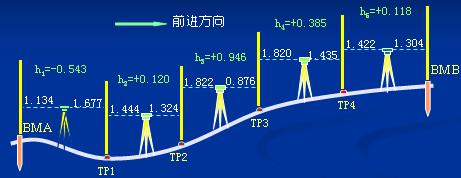 前进方向
h₁=-0.543
h₂=+0.120
h₃=+0.946
h₄=+0.385
h₅=+0.118
1.134 1.677
1.444 1.324
1.822 0.876
1.820 1.435
1.422 1.304
BMA
TP1
TP2
TP3
TP4
BMB